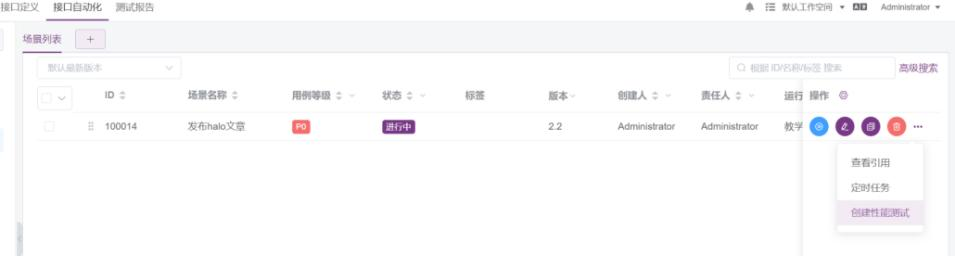 接口定义 接口自动化 测试报告 默认工作空间 Administrator
场景列表 +
默认最新版本 根据 ID/名称/标签 搜索 高级搜索
ID 场景名称 用例等级 状态 标签 版本 创建人 责任人 运行 操作
100014 发布halo文章 P0 进行中 2.2 Administrator Administrator 教学
查看引用
定时任务
创建性能测试